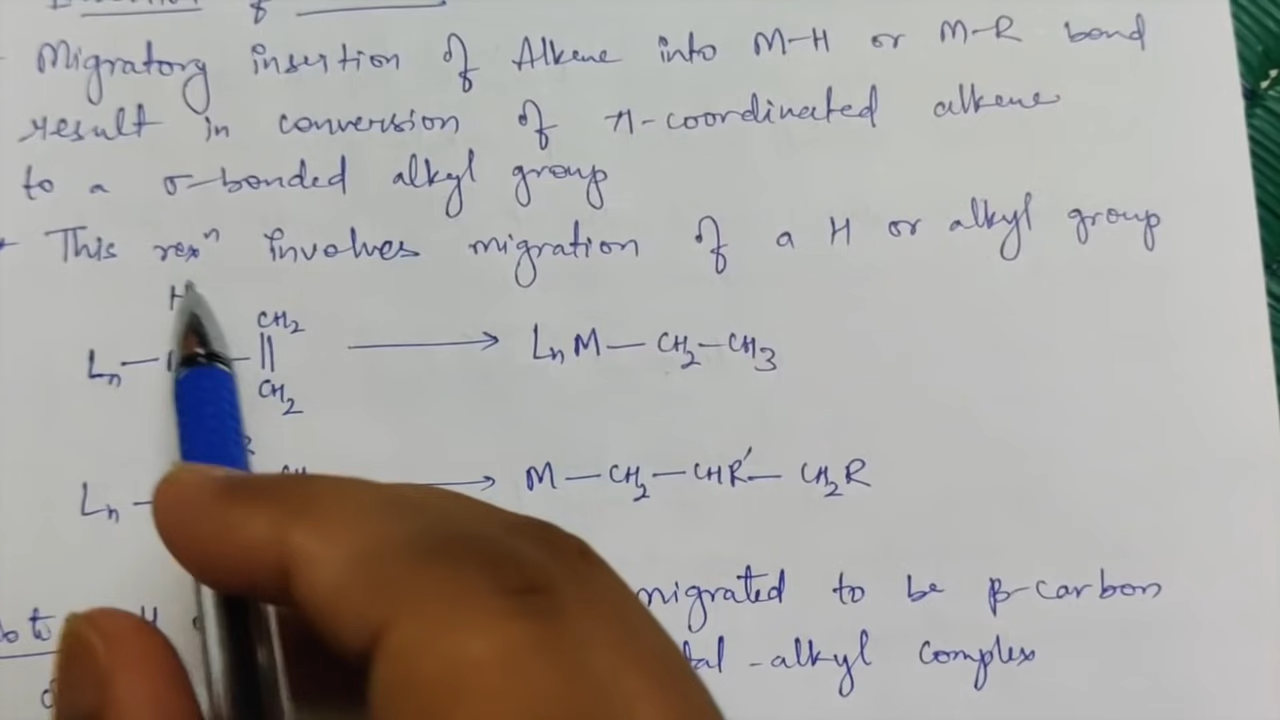 Migratory insertion of Alkene into M-H or M-R bond
result in conversion of π-coordinated alkene
to a σ-bonded alkyl group
This rexⁿ involves migration of a H or alkyl group
H
CH₂
Lₙ — || ⟶ LₙM — CH₂ — CH₃
CH₂
Lₙ — ⟶ M — CH₂ — CHR' — CH₂R
migrated to be β-carbon
-alkyl complex